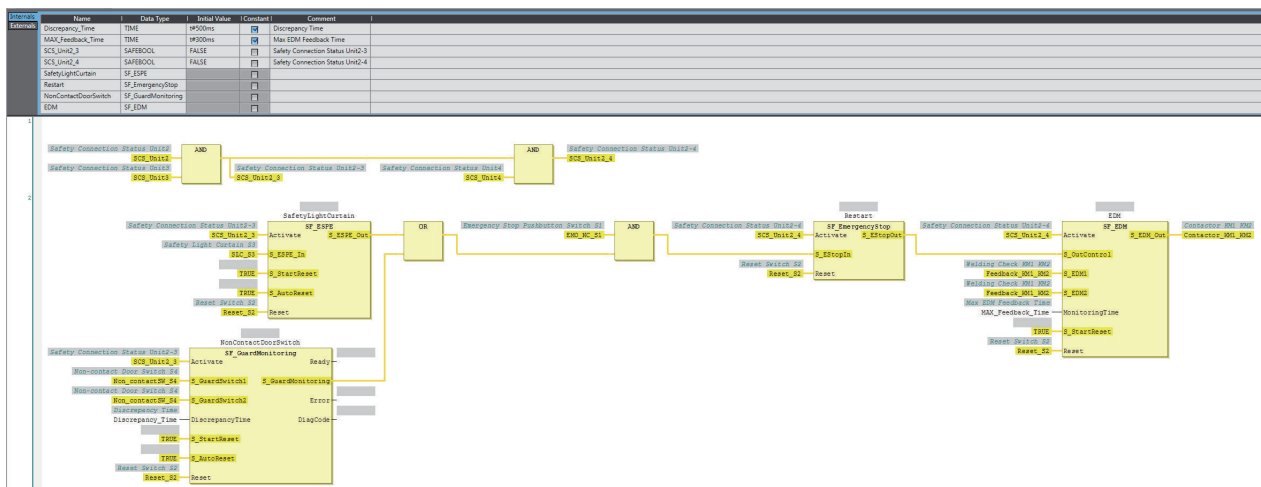 Internals
Externals
Name Data Type Initial Value Constant Comment
Discrepancy_Time TIME t#500ms Discrepancy Time
MAX_Feedback_Time TIME t#300ms Max EDM Feedback Time
SCS_Unit2_3 SAFEBOOL FALSE Safety Connection Status Unit2-3
SCS_Unit2_4 SAFEBOOL FALSE Safety Connection Status Unit2-4
SafetyLightCurtain SF_ESPE
Restart SF_EmergencyStop
NonContactDoorSwitch SF_GuardMonitoring
EDM SF_EDM
1
Safety Connection Status Unit2
SCS_Unit2
Safety Connection Status Unit3
SCS_Unit3
AND
Safety Connection Status Unit2-3
SCS_Unit2_3
Safety Connection Status Unit4
SCS_Unit4
AND
Safety Connection Status Unit2-4
SCS_Unit2_4
2
SafetyLightCurtain
SF_ESPE
Safety Connection Status Unit2-3
SCS_Unit2_3 Activate S_ESPE_Out
Safety Light Curtain S3
SLC_S3 S_ESPE_In
TRUE S_StartReset
TRUE S_AutoReset
Reset Switch S2
Reset_S2 Reset
OR
Emergency Stop Pushbutton Switch S1
EMO_NC_S1
AND
Restart
SF_EmergencyStop
Safety Connection Status Unit2-4
SCS_Unit2_4 Activate S_EStopOut
S_EStopIn
Reset Switch S2
Reset_S2 Reset
EDM
SF_EDM
Safety Connection Status Unit2-4
SCS_Unit2_4 Activate S_EDM_Out
Contactor KM1 KM2
Contactor_KM1_KM2
S_OutControl
Welding Check KM1 KM2
Feedback_KM1_KM2 S_EDM1
Welding Check KM1 KM2
Feedback_KM1_KM2 S_EDM2
Max EDM Feedback Time
MAX_Feedback_Time MonitoringTime
TRUE S_StartReset
Reset Switch S2
Reset_S2 Reset
NonContactDoorSwitch
SF_GuardMonitoring
Safety Connection Status Unit2-3
SCS_Unit2_3 Activate Ready
Non-contact Door Switch S4
Non_contactSW_S4 S_GuardSwitch1 S_GuardMonitoring
Non-contact Door Switch S4
Non_contactSW_S4 S_GuardSwitch2 Error
Discrepancy Time
Discrepancy_Time DiscrepancyTime DiagCode
TRUE S_StartReset
TRUE S_AutoReset
Reset Switch S2
Reset_S2 Reset